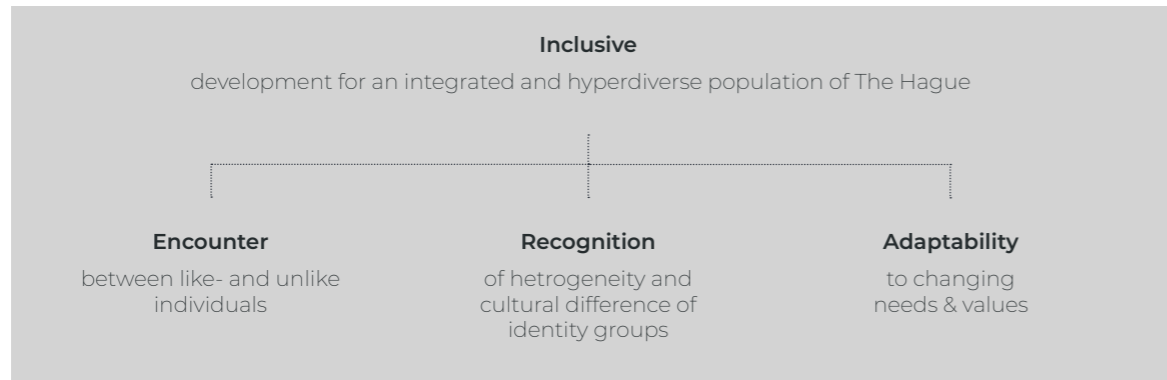 Inclusive
development for an integrated and hyperdiverse population of The Hague
Encounter
between like- and unlike
individuals
Recognition
of hetrogeneity and
cultural difference of
identity groups
Adaptability
to changing
needs & values